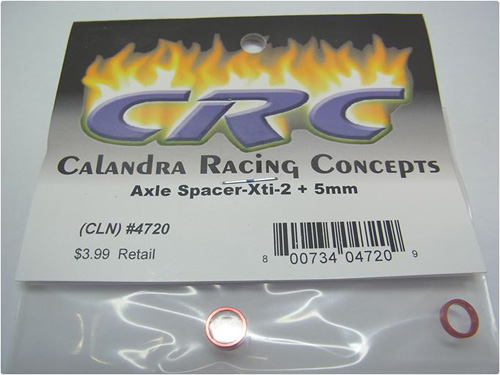 CRC
CALANDRA RACING CONCEPTS
Axle Spacer-Xti-2 + 5mm
(CLN) #4720
$3.99 Retail
8 00734 04720 9